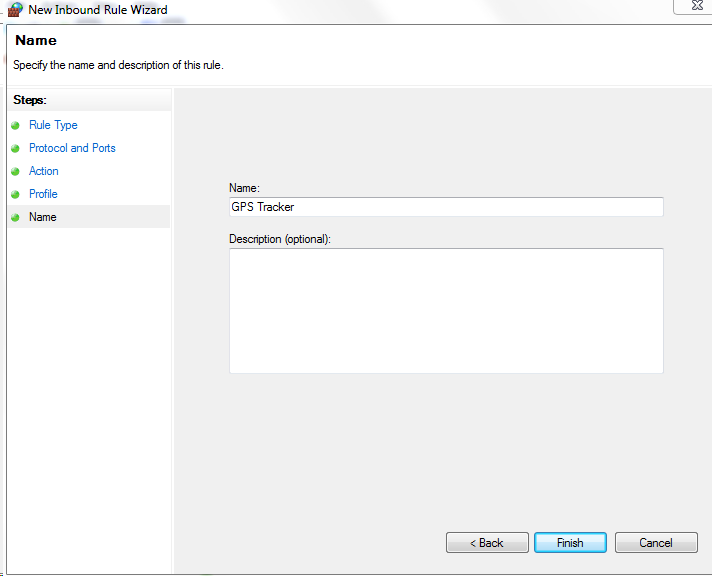 New Inbound Rule Wizard
Name
Specify the name and description of this rule.
Steps:
Rule Type
Protocol and Ports
Action
Profile
Name
Name:
GPS Tracker
Description (optional):
< Back Finish Cancel